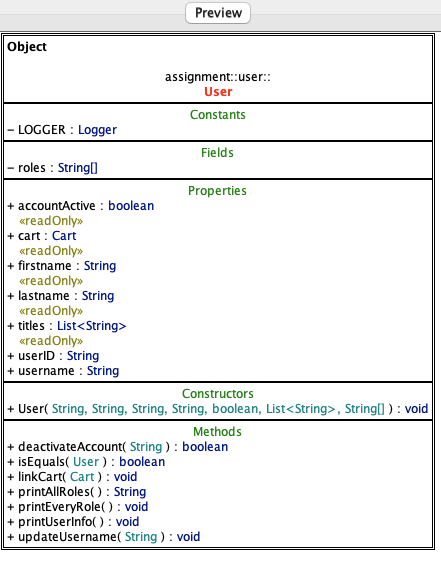 Preview
Object
assignment::user::
User
Constants
− LOGGER : Logger
Fields
− roles : String[]
Properties
+ accountActive : boolean
«readOnly»
+ cart : Cart
«readOnly»
+ firstname : String
«readOnly»
+ lastname : String
«readOnly»
+ titles : List<String>
«readOnly»
+ userID : String
+ username : String
Constructors
+ User( String, String, String, String, boolean, List<String>, String[] ) : void
Methods
+ deactivateAccount( String ) : boolean
+ isEquals( User ) : boolean
+ linkCart( Cart ) : void
+ printAllRoles( ) : String
+ printEveryRole( ) : void
+ printUserInfo( ) : void
+ updateUsername( String ) : void